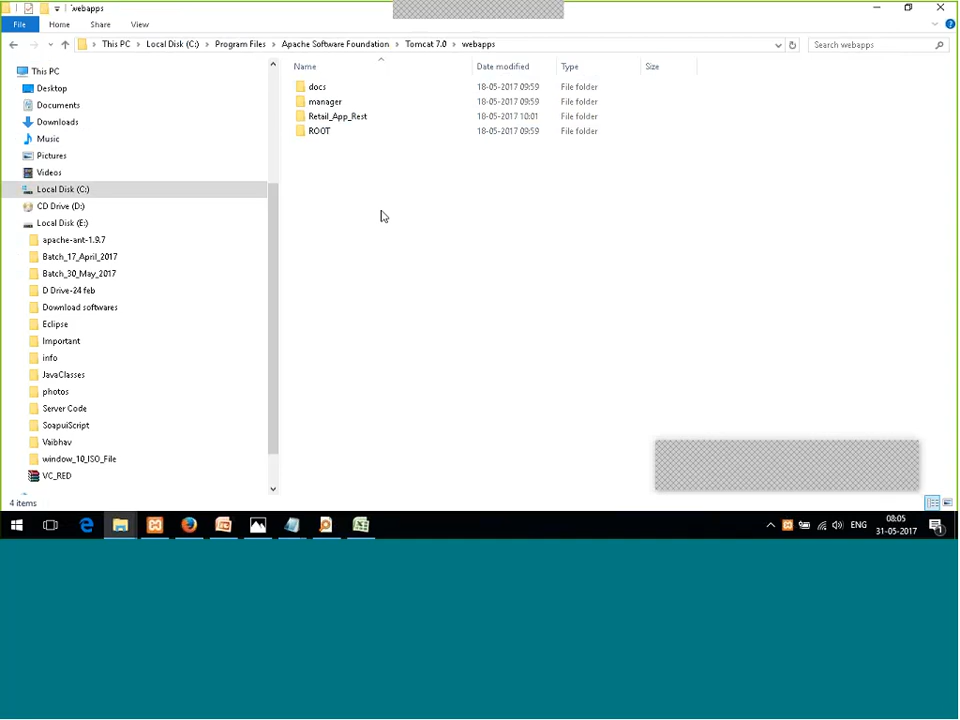 webapps
File Home Share View
This PC Local Disk (C:) Program Files Apache Software Foundation Tomcat 7.0 webapps
Search webapps
Name Date modified Type Size
docs 18-05-2017 09:59 File folder
manager 18-05-2017 09:59 File folder
Retail_App_Rest 18-05-2017 10:01 File folder
ROOT 18-05-2017 09:59 File folder
This PC
Desktop
Documents
Downloads
Music
Pictures
Videos
Local Disk (C:)
CD Drive (D:)
Local Disk (E:)
apache-ant-1.9.7
Batch_17_April_2017
Batch_30_May_2017
D Drive-24 feb
Download softwares
Eclipse
Important
info
JavaClasses
photos
Server Code
SoapuiScript
Vaibhav
window_10_ISO_File
VC_RED
4 items
ENG
08:05
31-05-2017
1